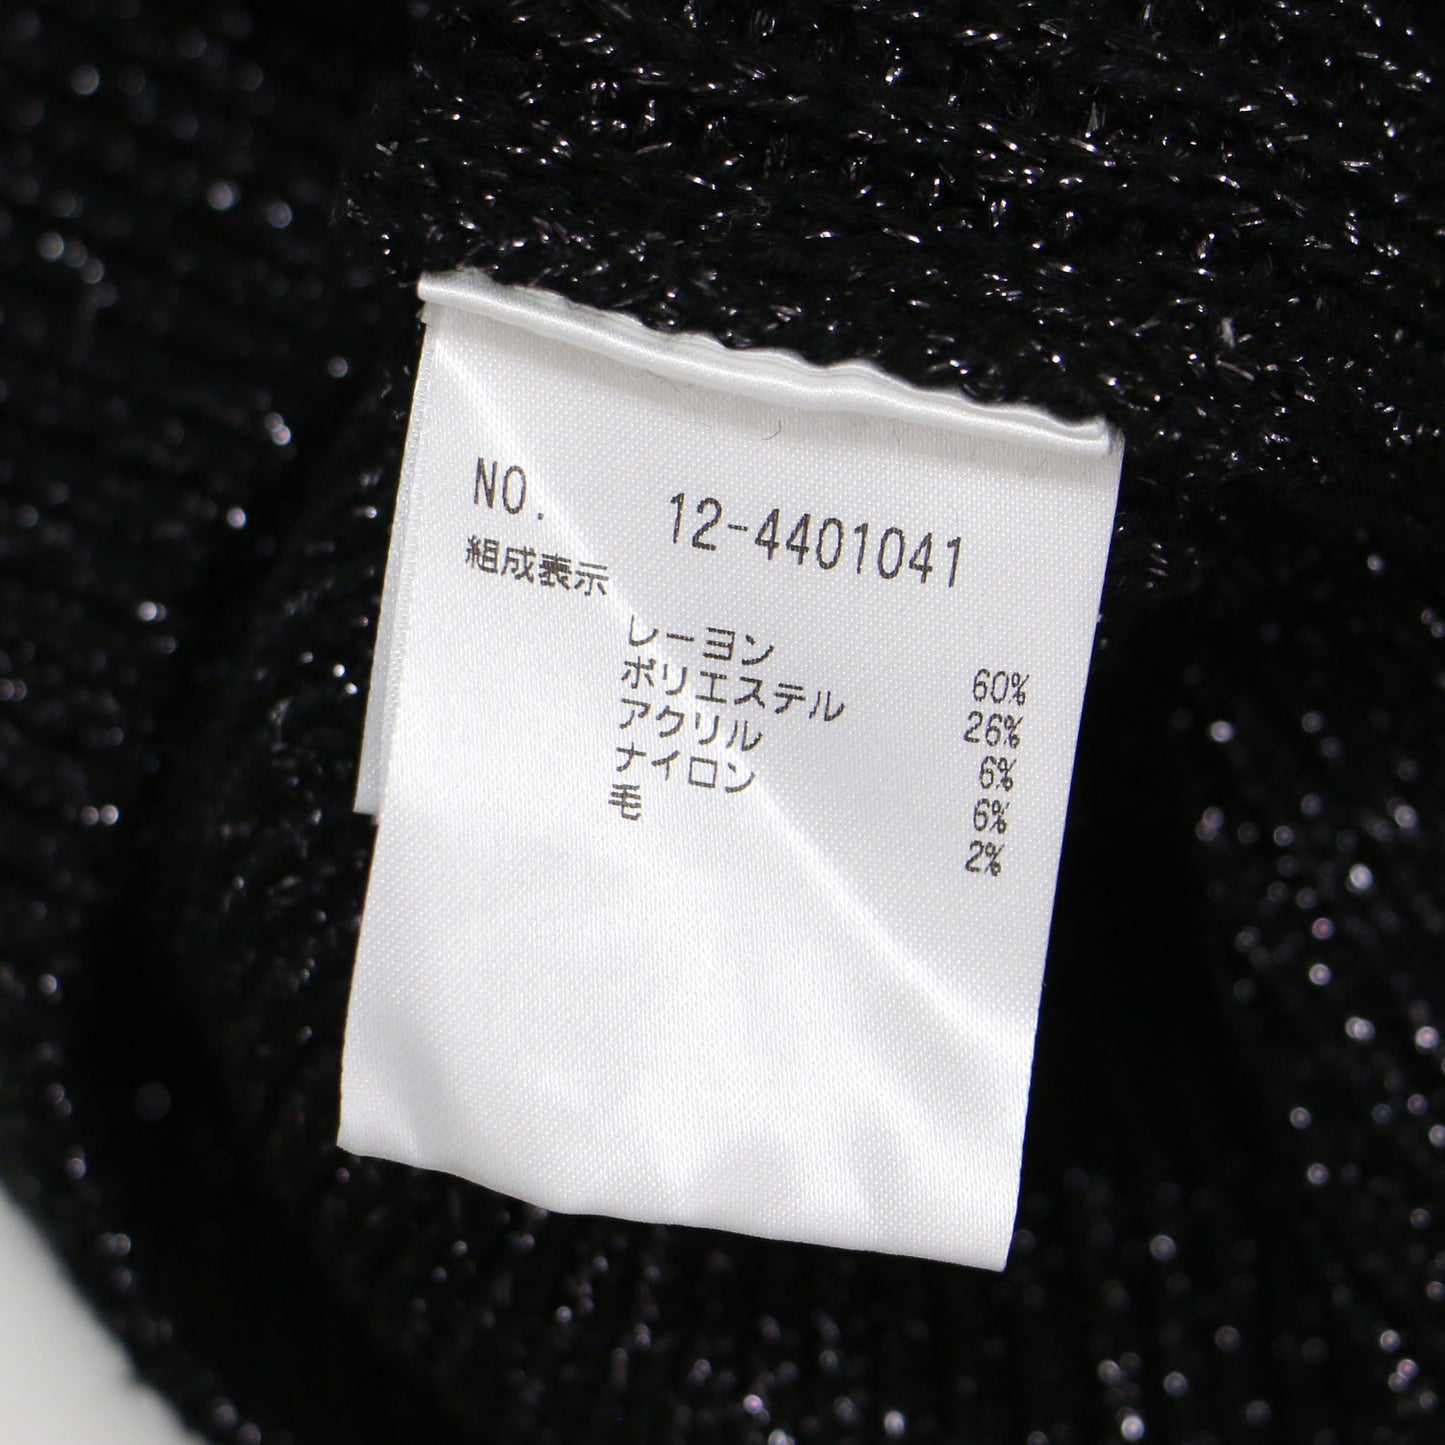 NO. 12-4401041
組成表示
レーヨン 60%
ポリエステル 26%
アクリル 6%
ナイロン 6%
毛 2%